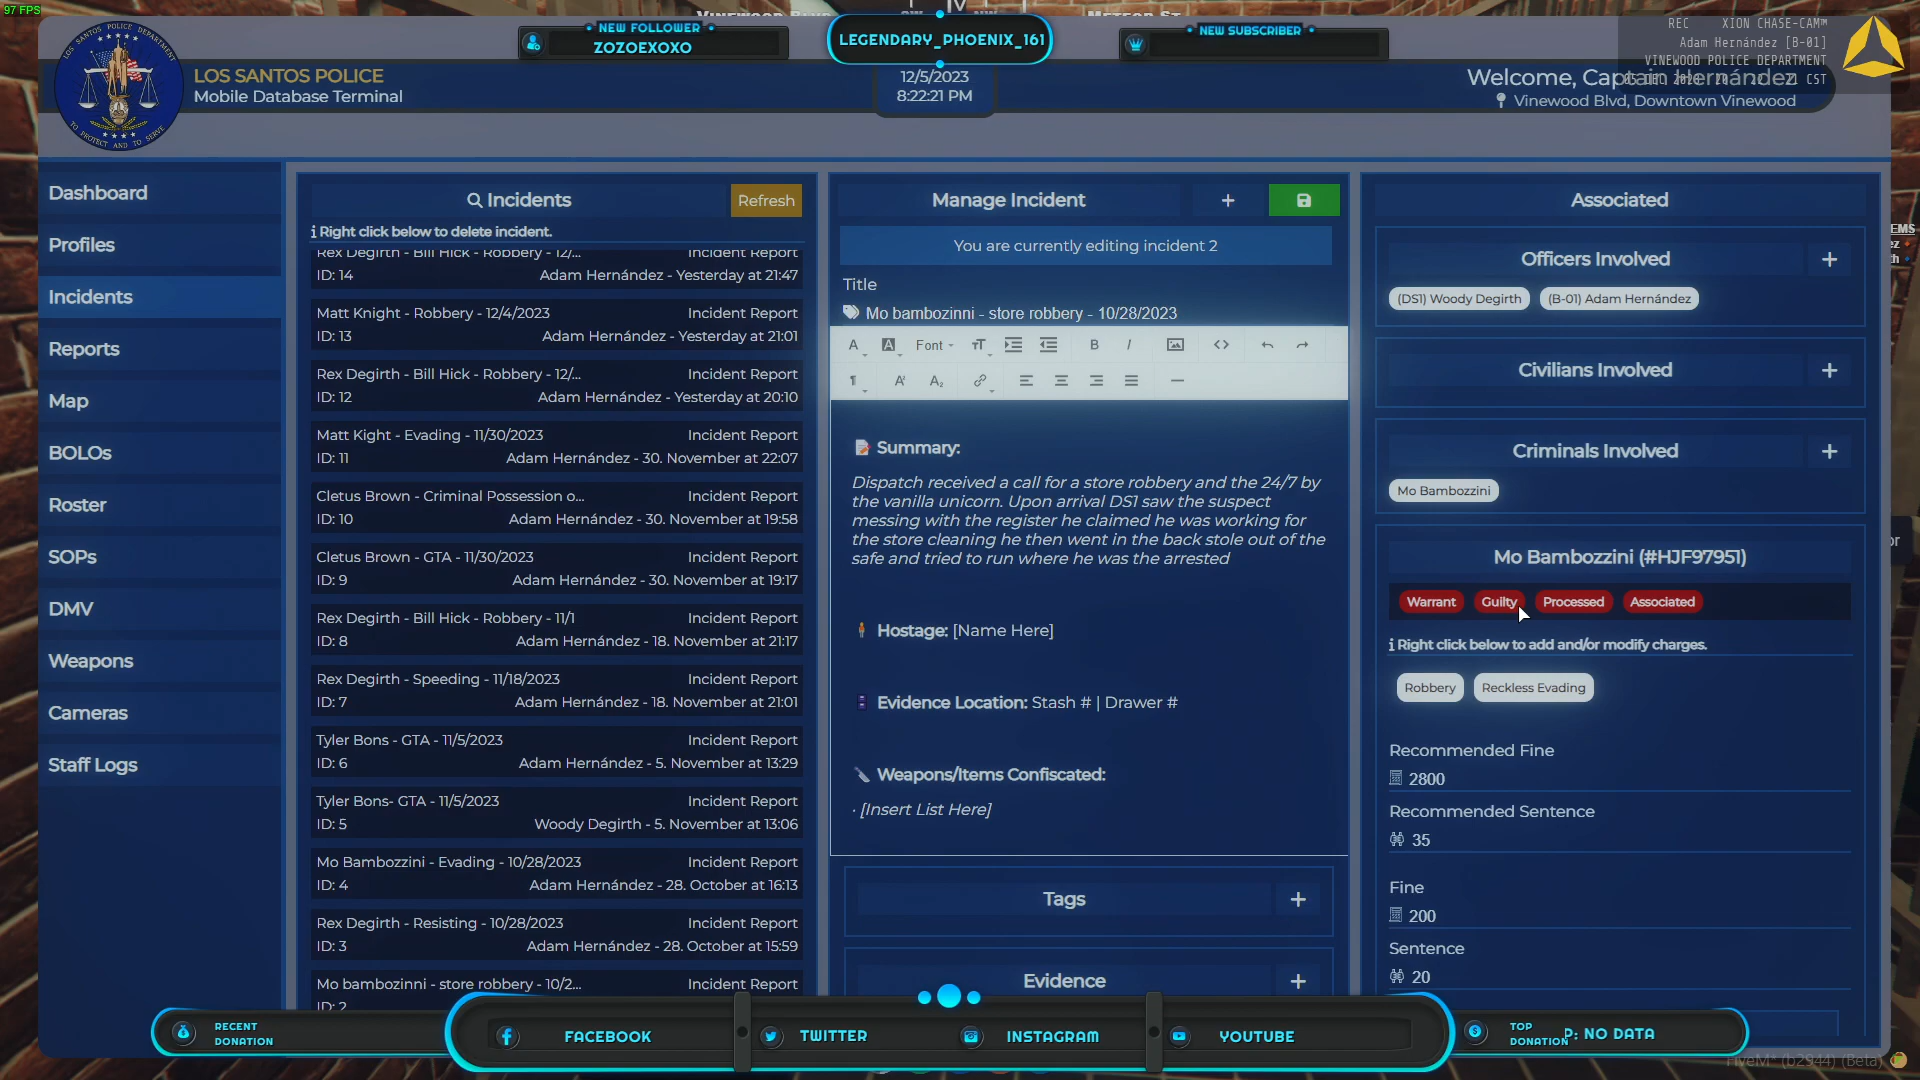 97 FPS
NEW FOLLOWER
ZOZOEXOXO
LEGENDARY_PHOENIX_161
NEW SUBSCRIBER
REC XION CHASE-CAM™
Adam Hernández [B-01]
VINEWOOD POLICE DEPARTMENT
CST
LOS SANTOS POLICE
Mobile Database Terminal
12/5/2023
8:22:21 PM
Welcome, Captain Hernández
Vinewood Blvd, Downtown Vinewood
Dashboard
Profiles
Incidents
Reports
Map
BOLOs
Roster
SOPs
DMV
Weapons
Cameras
Staff Logs
Incidents
Refresh
Right click below to delete incident.
Rex Degirth - Bill Hick - Robbery - 12/... Incident Report
ID: 14 Adam Hernández - Yesterday at 21:47
Matt Knight - Robbery - 12/4/2023 Incident Report
ID: 13 Adam Hernández - Yesterday at 21:01
Rex Degirth - Bill Hick - Robbery - 12/... Incident Report
ID: 12 Adam Hernández - Yesterday at 20:10
Matt Kight - Evading - 11/30/2023 Incident Report
ID: 11 Adam Hernández - 30. November at 22:07
Cletus Brown - Criminal Possession o... Incident Report
ID: 10 Adam Hernández - 30. November at 19:58
Cletus Brown - GTA - 11/30/2023 Incident Report
ID: 9 Adam Hernández - 30. November at 19:17
Rex Degirth - Bill Hick - Robbery - 11/1 Incident Report
ID: 8 Adam Hernández - 18. November at 21:17
Rex Degirth - Speeding - 11/18/2023 Incident Report
ID: 7 Adam Hernández - 18. November at 21:01
Tyler Bons - GTA - 11/5/2023 Incident Report
ID: 6 Adam Hernández - 5. November at 13:29
Tyler Bons- GTA - 11/5/2023 Incident Report
ID: 5 Woody Degirth - 5. November at 13:06
Mo Bambozzini - Evading - 10/28/2023 Incident Report
ID: 4 Adam Hernández - 28. October at 16:13
Rex Degirth - Resisting - 10/28/2023 Incident Report
ID: 3 Adam Hernández - 28. October at 15:59
Mo bambozinni - store robbery - 10/2... Incident Report
ID: 2
Manage Incident
You are currently editing incident 2
Title
Mo bambozinni - store robbery - 10/28/2023
Font
Summary:
Dispatch received a call for a store robbery and the 24/7 by
the vanilla unicorn. Upon arrival DS1 saw the suspect
messing with the register he claimed he was working for
the store cleaning he then went in the back stole out of the
safe and tried to run where he was the arrested
Hostage: [Name Here]
Evidence Location: Stash # | Drawer #
Weapons/Items Confiscated:
· [Insert List Here]
Tags
Evidence
Associated
Officers Involved
(DS1) Woody Degirth (B-01) Adam Hernández
Civilians Involved
Criminals Involved
Mo Bambozzini
Mo Bambozzini (#HJF97951)
Warrant Guilty Processed Associated
Right click below to add and/or modify charges.
Robbery Reckless Evading
Recommended Fine
2800
Recommended Sentence
35
Fine
200
Sentence
20
RECENT
DONATION
FACEBOOK
TWITTER
INSTAGRAM
YOUTUBE
TOP
DONATION
P: NO DATA
FiveM* (b2944) (Beta)